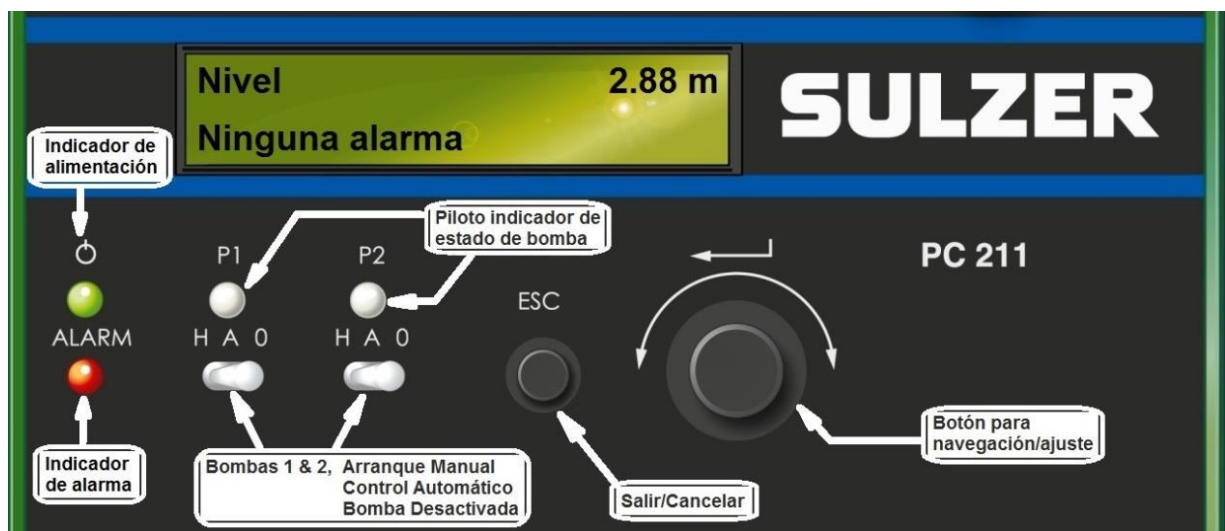 Nivel 2.88 m
Ninguna alarma
SULZER
Indicador de
alimentación
Piloto indicador de
estado de bomba
P1
P2
ESC
PC 211
ALARM
H A 0
H A 0
Indicador
de alarma
Bombas 1 & 2, Arranque Manual
Control Automático
Bomba Desactivada
Salir/Cancelar
Botón para
navegación/ajuste